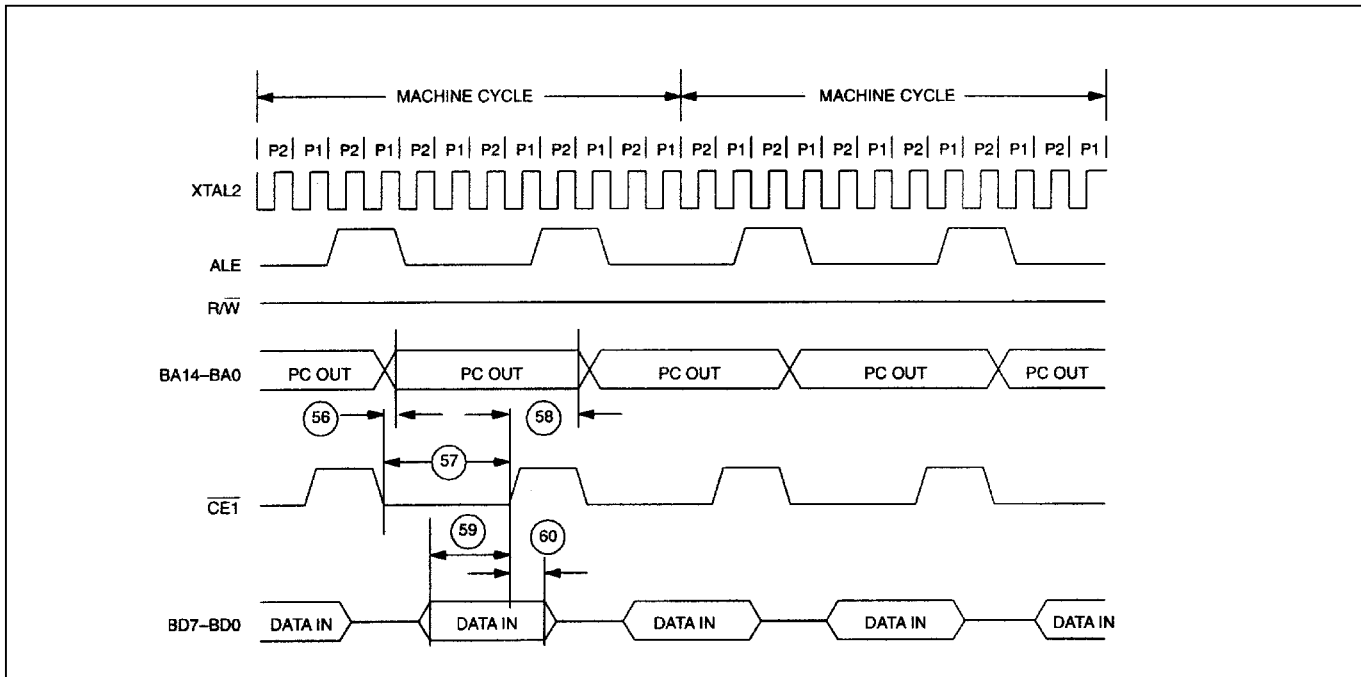 MACHINE CYCLE MACHINE CYCLE
P2 P1 P2 P1 P2 P1 P2 P1 P2 P1 P2 P1 P2 P1 P2 P1 P2 P1 P2 P1 P2 P1 P2 P1
XTAL2
ALE
R/W̅
BA14–BA0 PC OUT PC OUT PC OUT PC OUT PC OUT
56 58
57
C̅E̅1̅
59 60
BD7–BD0 DATA IN DATA IN DATA IN DATA IN DATA IN